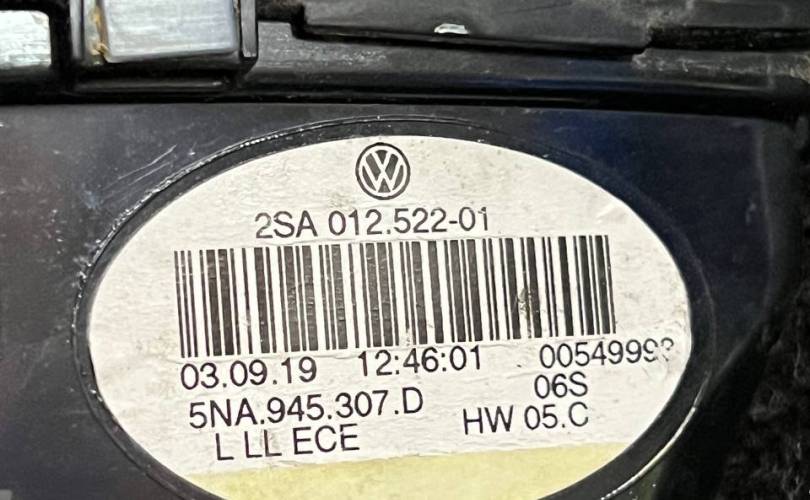 2SA 012.522-01
03.09.19 12:46:01
06S
5NA.945.307.D
HW 05.C
L LL ECE